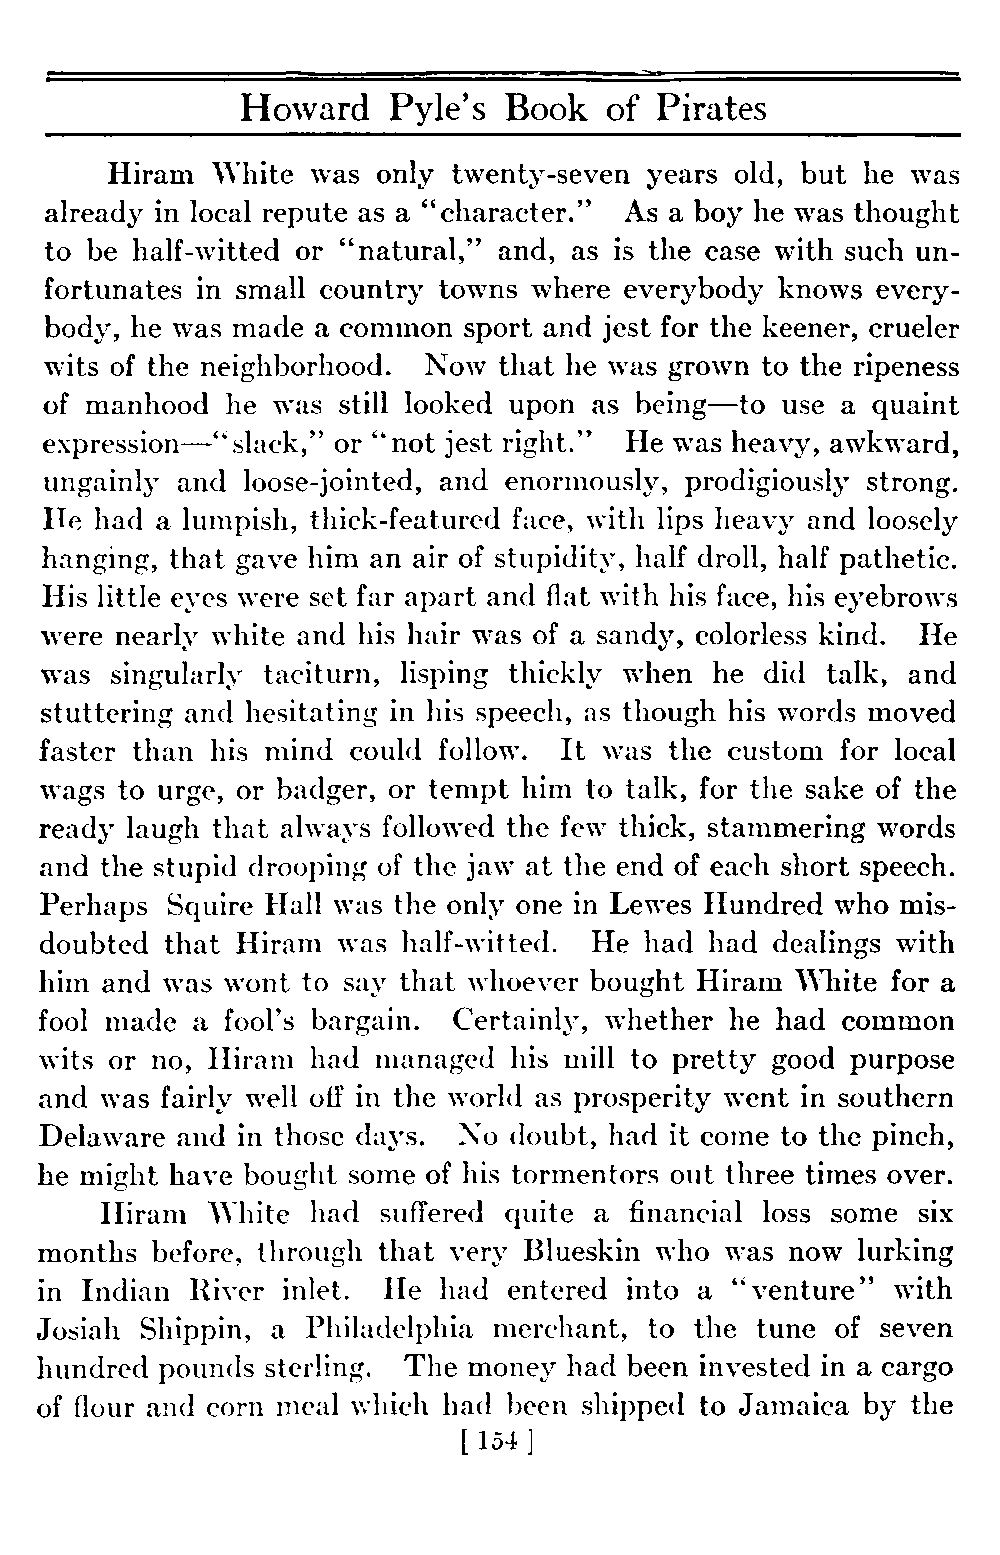 Howard Pyle's Book of Pirates
Hiram White was only twenty-seven years old, but he was
already in local repute as a “character.” As a boy he was thought
to be half-witted or “natural,” and, as is the case with such un-
fortunates in small country towns where everybody knows every-
body, he was made a common sport and jest for the keener, crueler
wits of the neighborhood. Now that he was grown to the ripeness
of manhood he was still looked upon as being—to use a quaint
expression—“slack,” or “not jest right.” He was heavy, awkward,
ungainly and loose-jointed, and enormously, prodigiously strong.
He had a lumpish, thick-featured face, with lips heavy and loosely
hanging, that gave him an air of stupidity, half droll, half pathetic.
His little eyes were set far apart and flat with his face, his eyebrows
were nearly white and his hair was of a sandy, colorless kind. He
was singularly taciturn, lisping thickly when he did talk, and
stuttering and hesitating in his speech, as though his words moved
faster than his mind could follow. It was the custom for local
wags to urge, or badger, or tempt him to talk, for the sake of the
ready laugh that always followed the few thick, stammering words
and the stupid drooping of the jaw at the end of each short speech.
Perhaps Squire Hall was the only one in Lewes Hundred who mis-
doubted that Hiram was half-witted. He had had dealings with
him and was wont to say that whoever bought Hiram White for a
fool made a fool's bargain. Certainly, whether he had common
wits or no, Hiram had managed his mill to pretty good purpose
and was fairly well off in the world as prosperity went in southern
Delaware and in those days. No doubt, had it come to the pinch,
he might have bought some of his tormentors out three times over.
Hiram White had suffered quite a financial loss some six
months before, through that very Blueskin who was now lurking
in Indian River inlet. He had entered into a “venture” with
Josiah Shippin, a Philadelphia merchant, to the tune of seven
hundred pounds sterling. The money had been invested in a cargo
of flour and corn meal which had been shipped to Jamaica by the
[ 154 ]